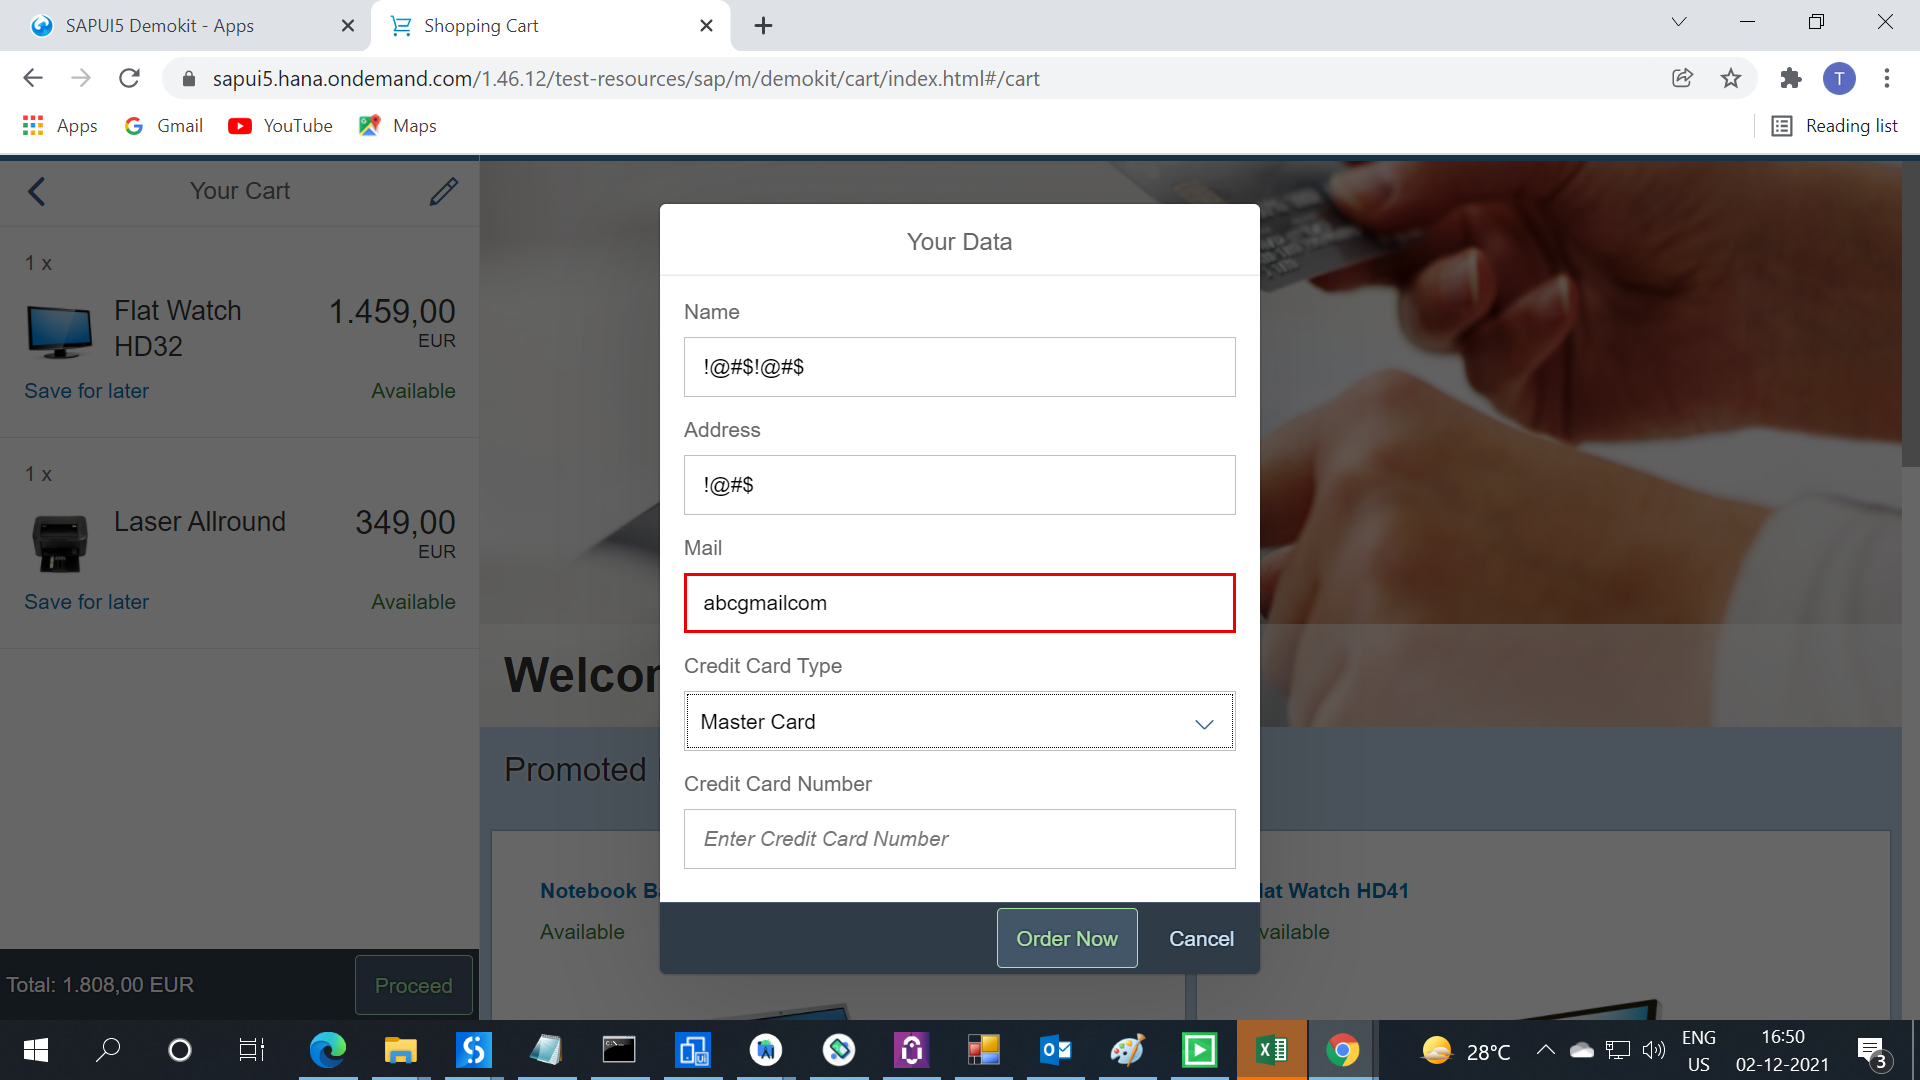 SAPUI5 Demokit - Apps
Shopping Cart
sapui5.hana.ondemand.com/1.46.12/test-resources/sap/m/demokit/cart/index.html#/cart
T
Apps
Gmail
YouTube
Maps
Reading list
Your Cart
1 x
Flat Watch
HD32
1.459,00
EUR
Save for later
Available
1 x
Laser Allround
349,00
EUR
Save for later
Available
Total: 1.808,00 EUR
Proceed
Welcom
Promoted
Notebook Ba
Available
lat Watch HD41
vailable
Your Data
Name
!@#$!@#$
Address
!@#$
Mail
abcgmailcom
Credit Card Type
Master Card
Credit Card Number
Enter Credit Card Number
Order Now
Cancel
28°C
ENG
US
16:50
02-12-2021
3